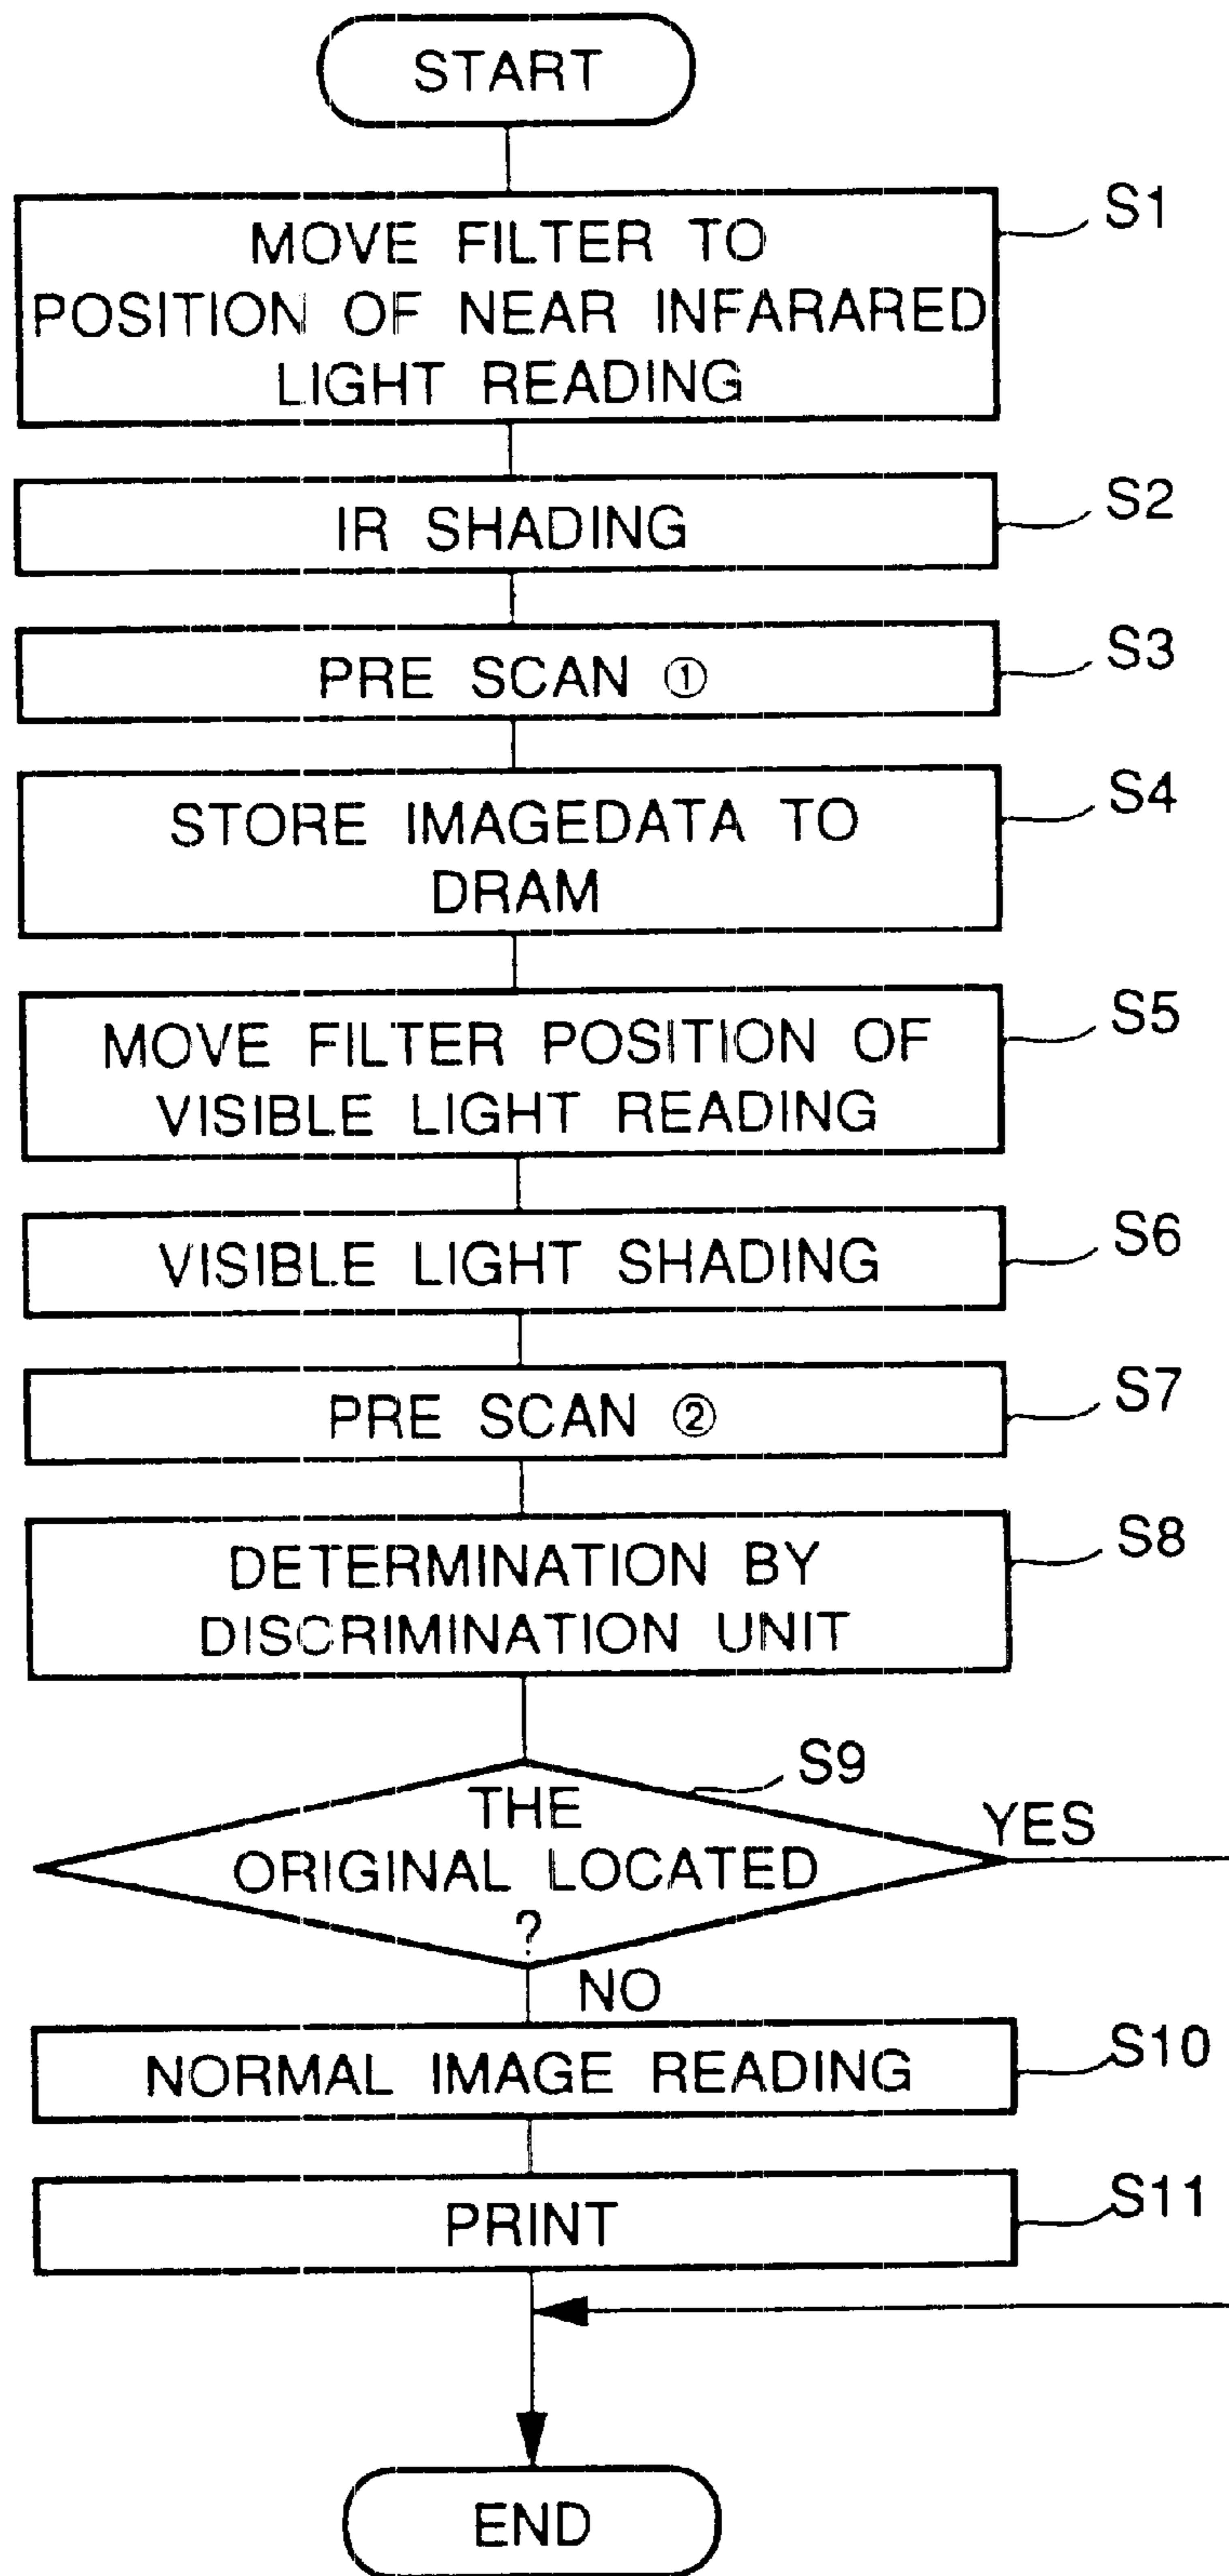 START
MOVE FILTER TO
POSITION OF NEAR INFARARED
LIGHT READING
S1
IR SHADING
S2
PRE SCAN ①
S3
STORE IMAGEDATA TO
DRAM
S4
MOVE FILTER POSITION OF
VISIBLE LIGHT READING
S5
VISIBLE LIGHT SHADING
S6
PRE SCAN ②
S7
DETERMINATION BY
DISCRIMINATION UNIT
S8
S9
THE
ORIGINAL LOCATED
?
YES
NO
NORMAL IMAGE READING
S10
PRINT
S11
END